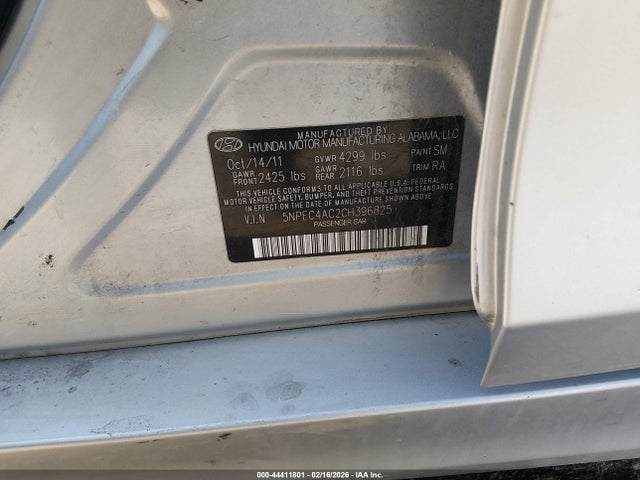 MANUFACTURED BY
HYUNDAI MOTOR MANUFACTURING ALABAMA, LLC
Oct/14/11 GVWR 4299 lbs PAINT SM
GAWR FRONT 2425 lbs GAWR REAR 2116 lbs TRIM RA
THIS VEHICLE CONFORMS TO ALL APPLICABLE U.S.A. FEDERAL
MOTOR VEHICLE SAFETY, BUMPER, AND THEFT PREVENTION STANDARDS
IN EFFECT ON THE DATE OF MANUFACTURE SHOWN ABOVE.
V.I.N 5NPEC4AC2CH396825
PASSENGER CAR
000-44411801 - 02/16/2026 - IAA Inc.